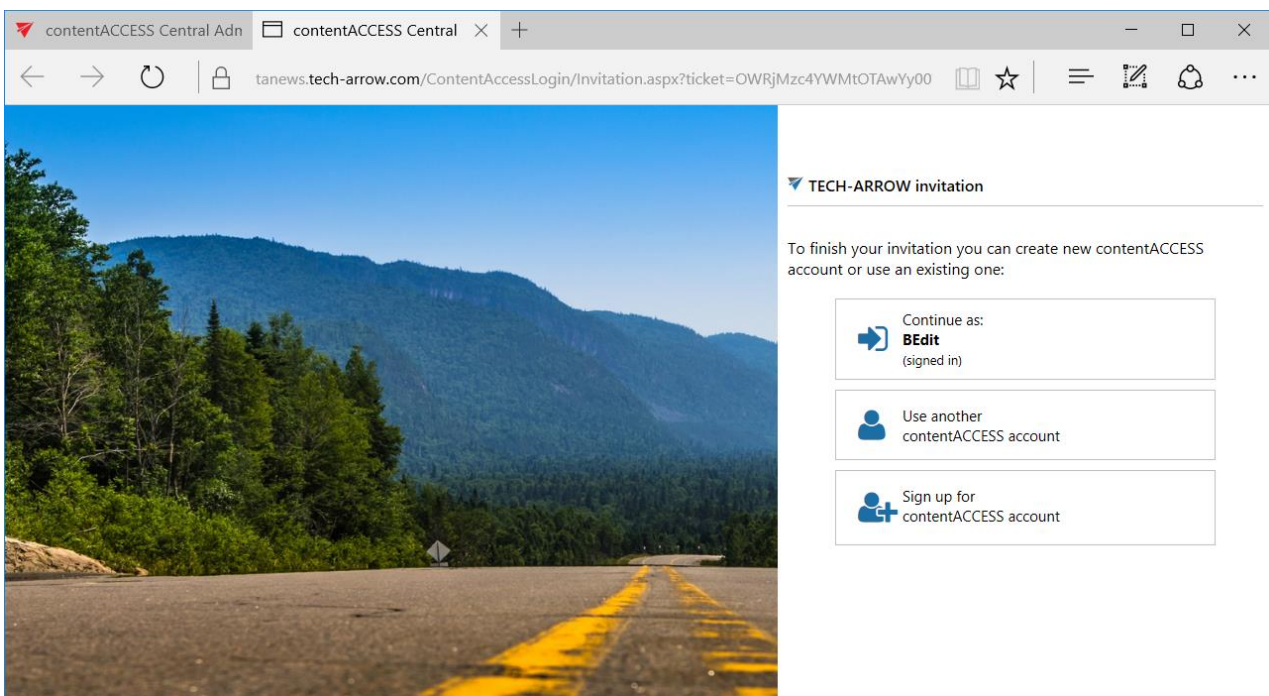 contentACCESS Central Adn
contentACCESS Central
tanews.tech-arrow.com/ContentAccessLogin/Invitation.aspx?ticket=OWRjMzc4YWMtOTAwYy00
TECH-ARROW invitation
To finish your invitation you can create new contentACCESS
account or use an existing one:
Continue as:
BEdit
(signed in)
Use another
contentACCESS account
Sign up for
contentACCESS account